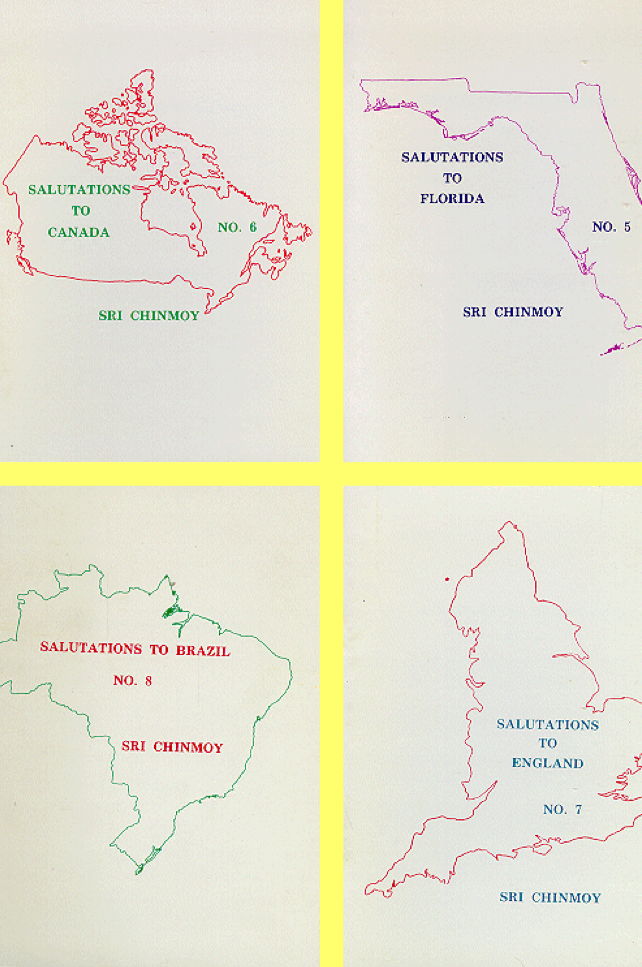 SALUTATIONS
TO
CANADA
NO. 6
SRI CHINMOY
SALUTATIONS
TO
FLORIDA
NO. 5
SRI CHINMOY
SALUTATIONS TO BRAZIL
NO. 8
SRI CHINMOY
SALUTATIONS
TO
ENGLAND
NO. 7
SRI CHINMOY